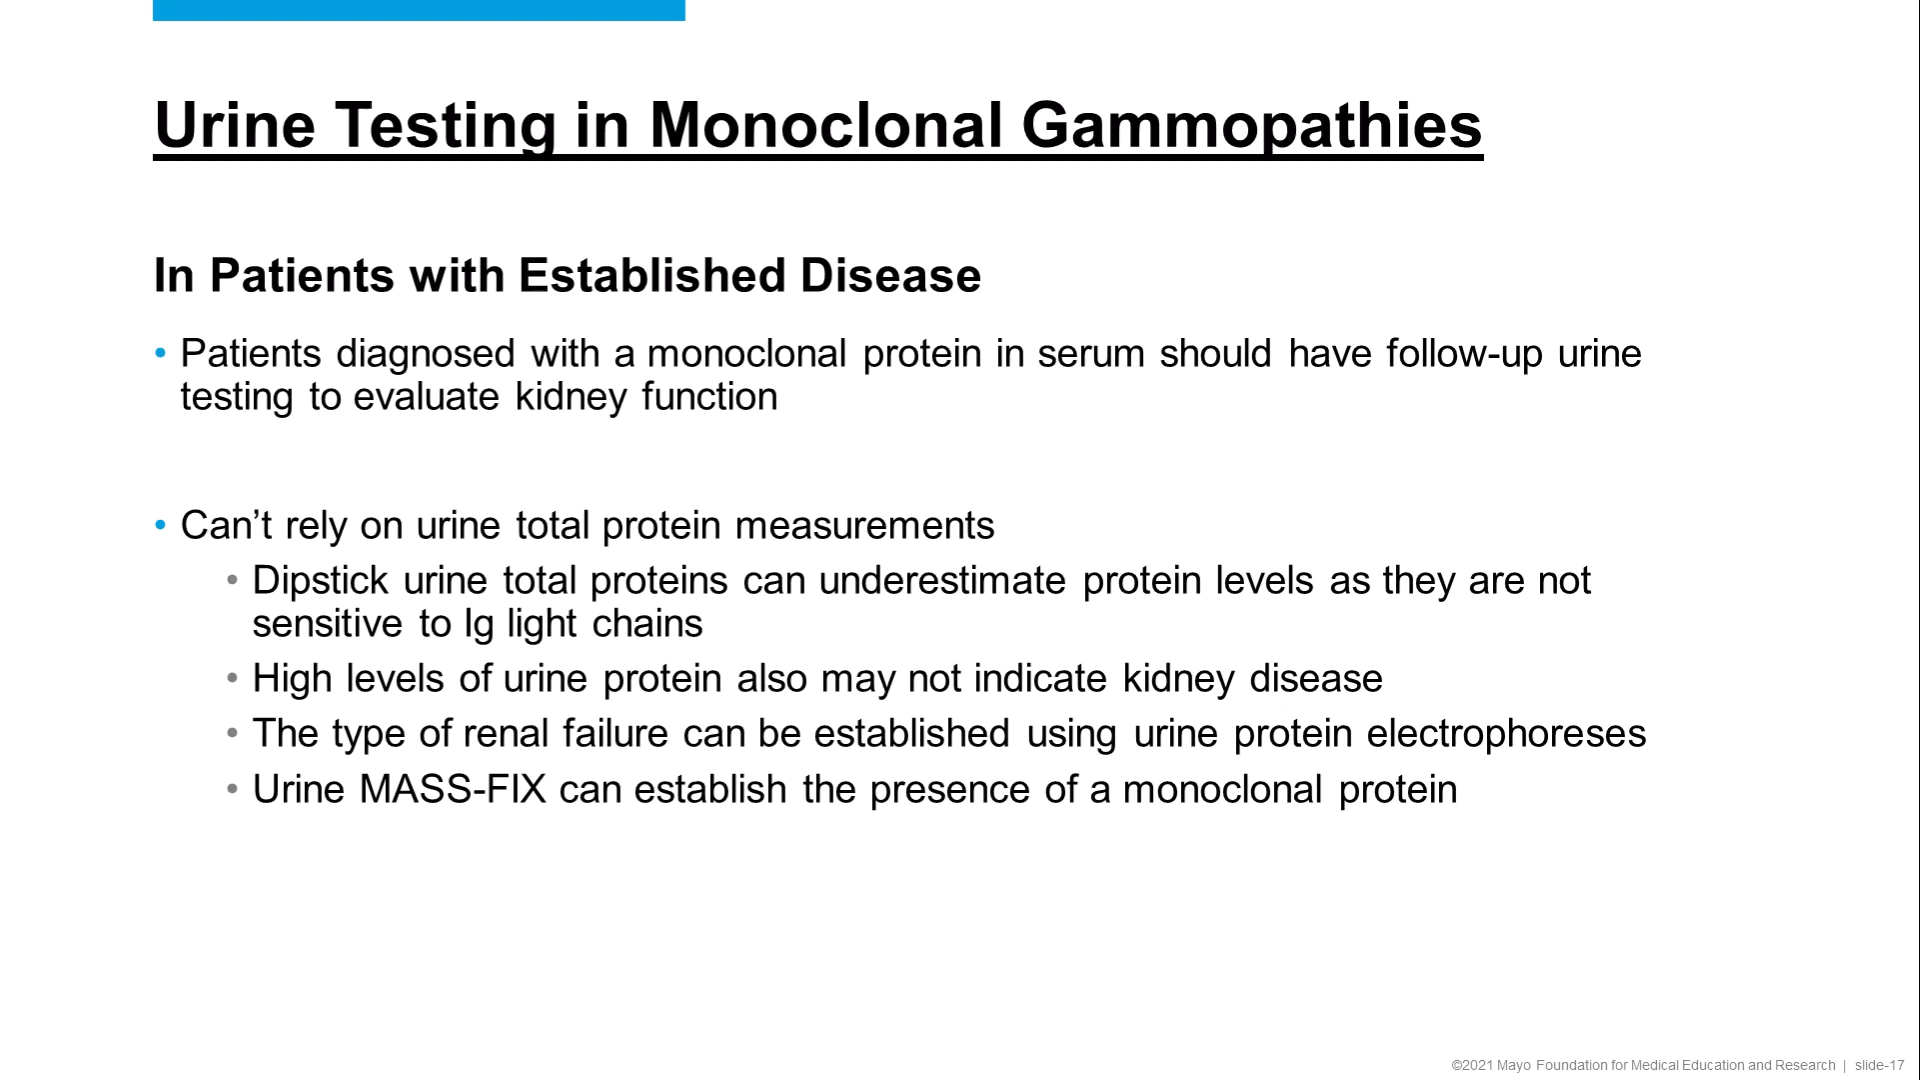 Urine Testing in Monoclonal Gammopathies
In Patients with Established Disease
• Patients diagnosed with a monoclonal protein in serum should have follow-up urine
testing to evaluate kidney function
• Can’t rely on urine total protein measurements
• Dipstick urine total proteins can underestimate protein levels as they are not
sensitive to Ig light chains
• High levels of urine protein also may not indicate kidney disease
• The type of renal failure can be established using urine protein electrophoreses
• Urine MASS-FIX can establish the presence of a monoclonal protein
©2021 Mayo Foundation for Medical Education and Research | slide-17